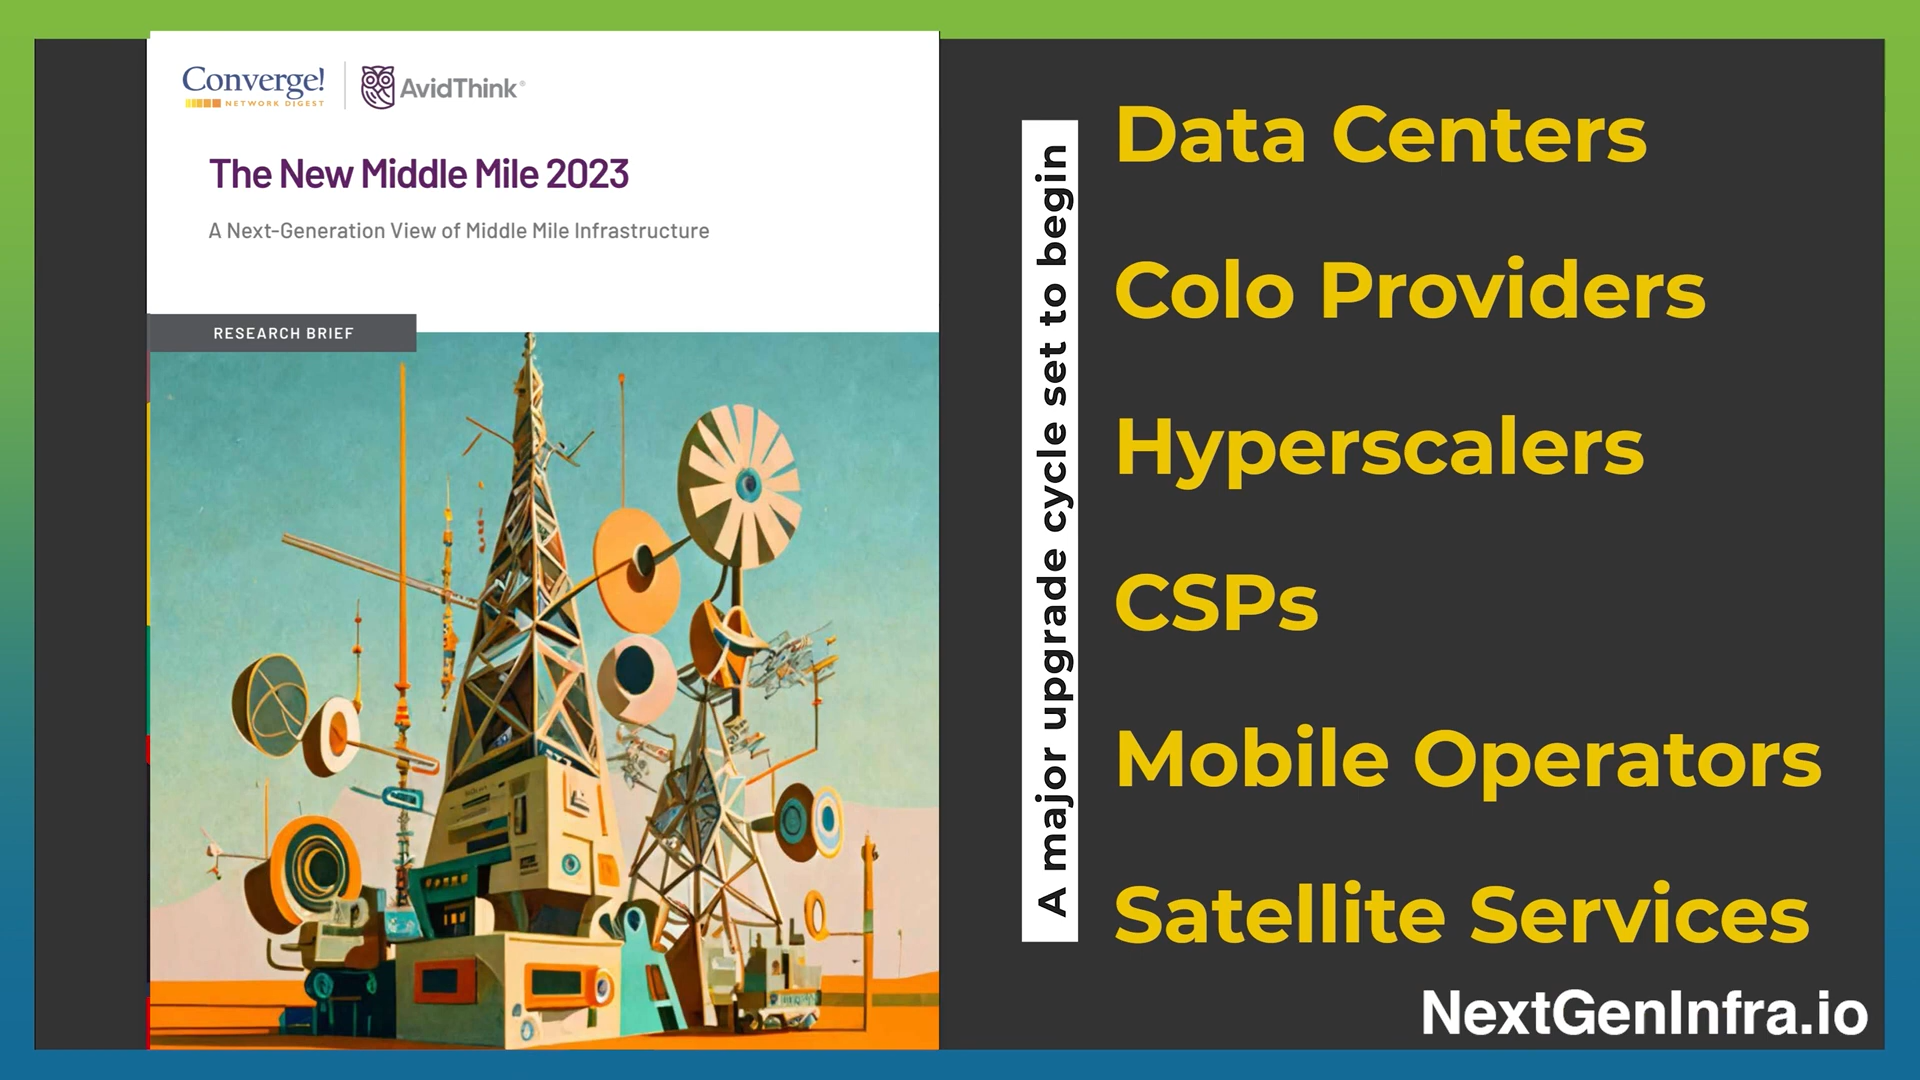 Converge!
NETWORK DIGEST
AvidThink®
The New Middle Mile 2023
A Next-Generation View of Middle Mile Infrastructure
RESEARCH BRIEF
A major upgrade cycle set to begin
Data Centers
Colo Providers
Hyperscalers
CSPs
Mobile Operators
Satellite Services
NextGenInfra.io